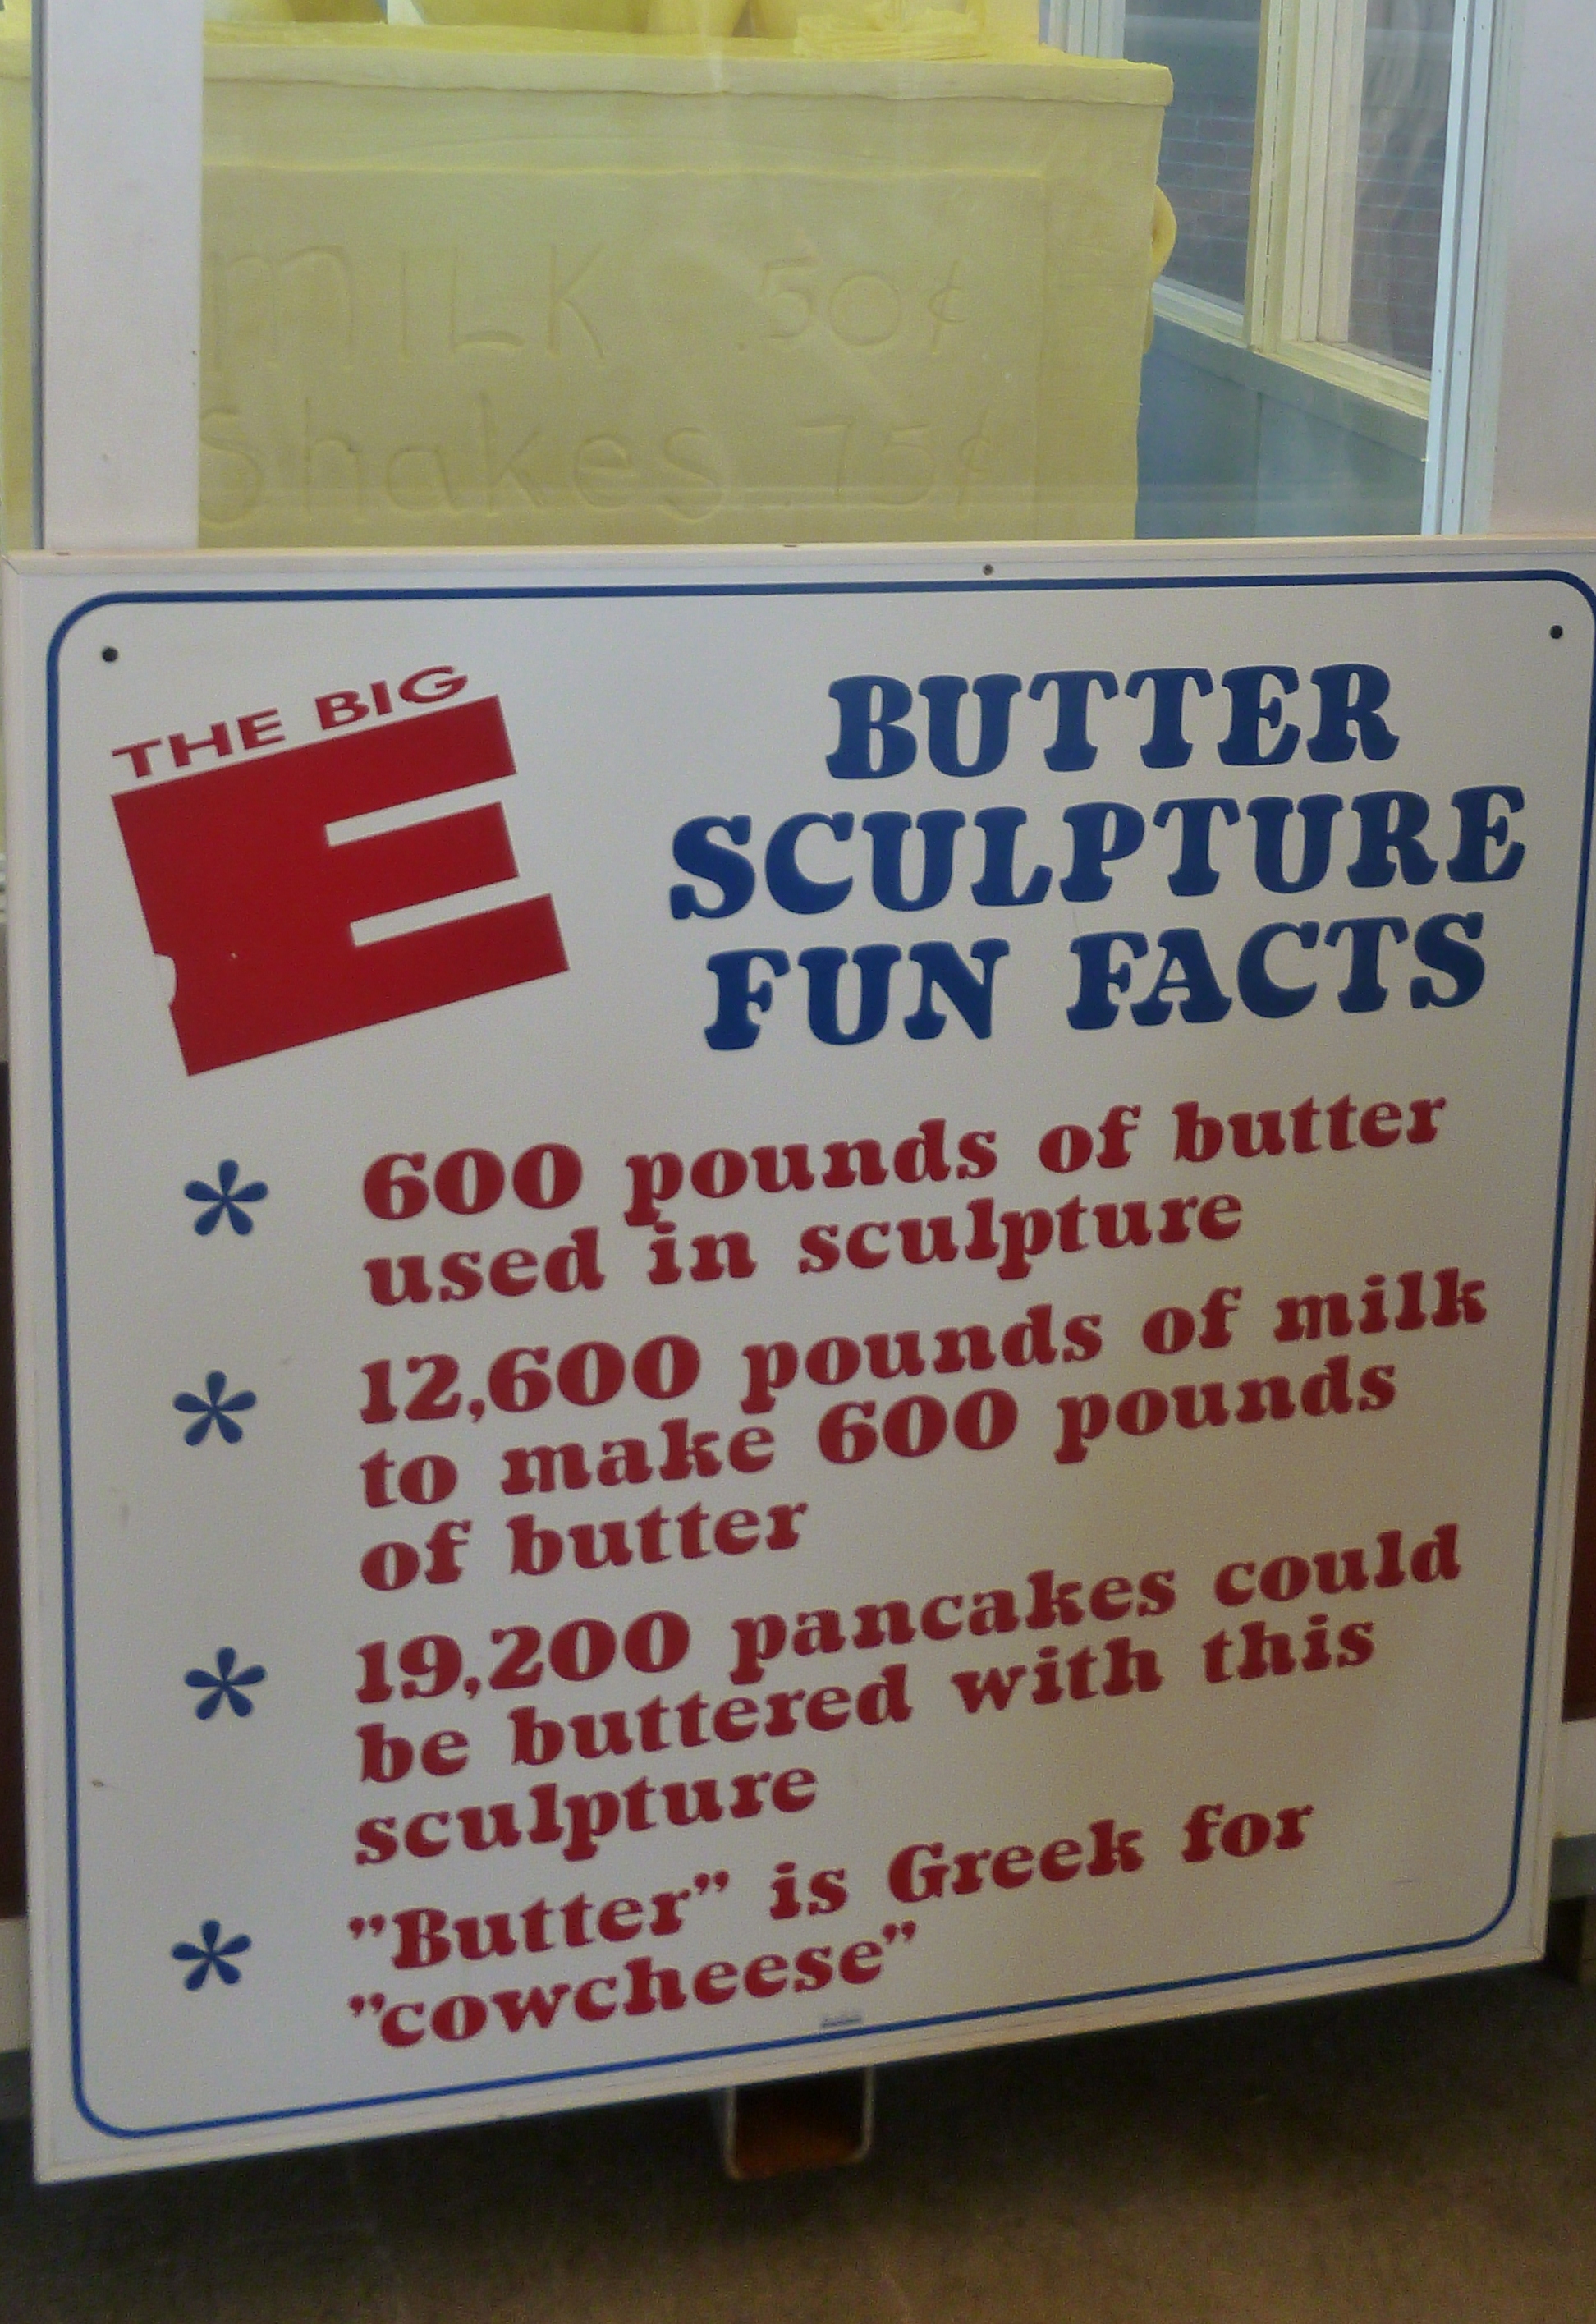 MILK .50¢
Shakes .75¢
THE BIG
E
BUTTER
SCULPTURE
FUN FACTS
* 600 pounds of butter
used in sculpture
* 12,600 pounds of milk
to make 600 pounds
of butter
* 19,200 pancakes could
be buttered with this
sculpture
* "Butter" is Greek for
"cowcheese"